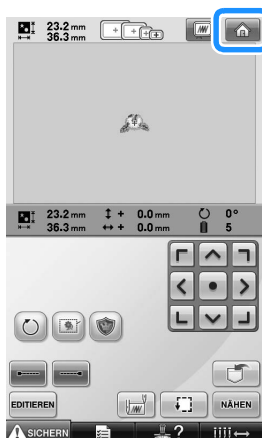 23.2 mm
36.3 mm
23.2 mm + 0.0 mm 0°
36.3 mm + 0.0 mm 5
EDITIEREN NÄHEN
SICHERN ?